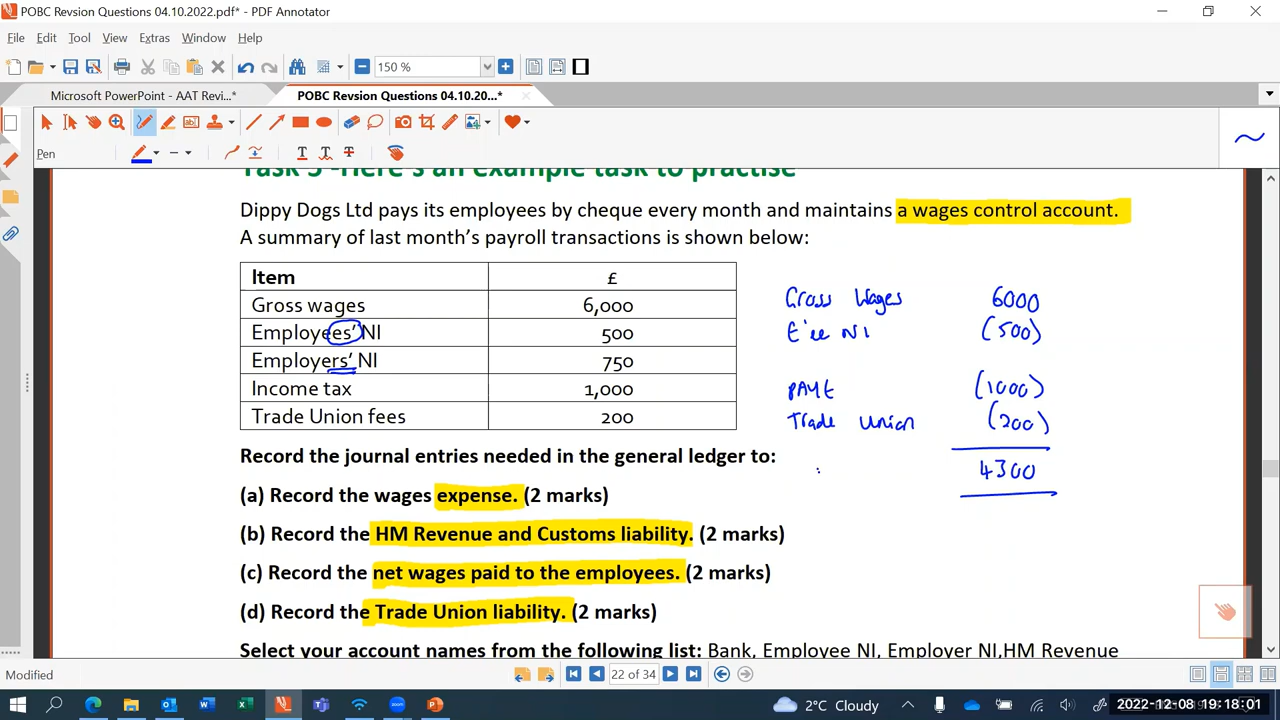 POBC Revsion Questions 04.10.2022.pdf* - PDF Annotator
File Edit Tool View Extras Window Help
150 %
Microsoft PowerPoint - AAT Revi...* POBC Revsion Questions 04.10.20...*
Pen
Task 5 -Here's an example task to practise
Dippy Dogs Ltd pays its employees by cheque every month and maintains a wages control account.
A summary of last month's payroll transactions is shown below:
Item £
Gross wages 6,000
Employees' NI 500
Employers' NI 750
Income tax 1,000
Trade Union fees 200
Gross Wages 6000
E'ee NI (500)
PAYE (1000)
Trade Union (200)
4300
Record the journal entries needed in the general ledger to:
(a) Record the wages expense. (2 marks)
(b) Record the HM Revenue and Customs liability. (2 marks)
(c) Record the net wages paid to the employees. (2 marks)
(d) Record the Trade Union liability. (2 marks)
Select your account names from the following list: Bank, Employee NI, Employer NI,HM Revenue
Modified 22 of 34
2°C Cloudy 2022-12-08 19:18:01